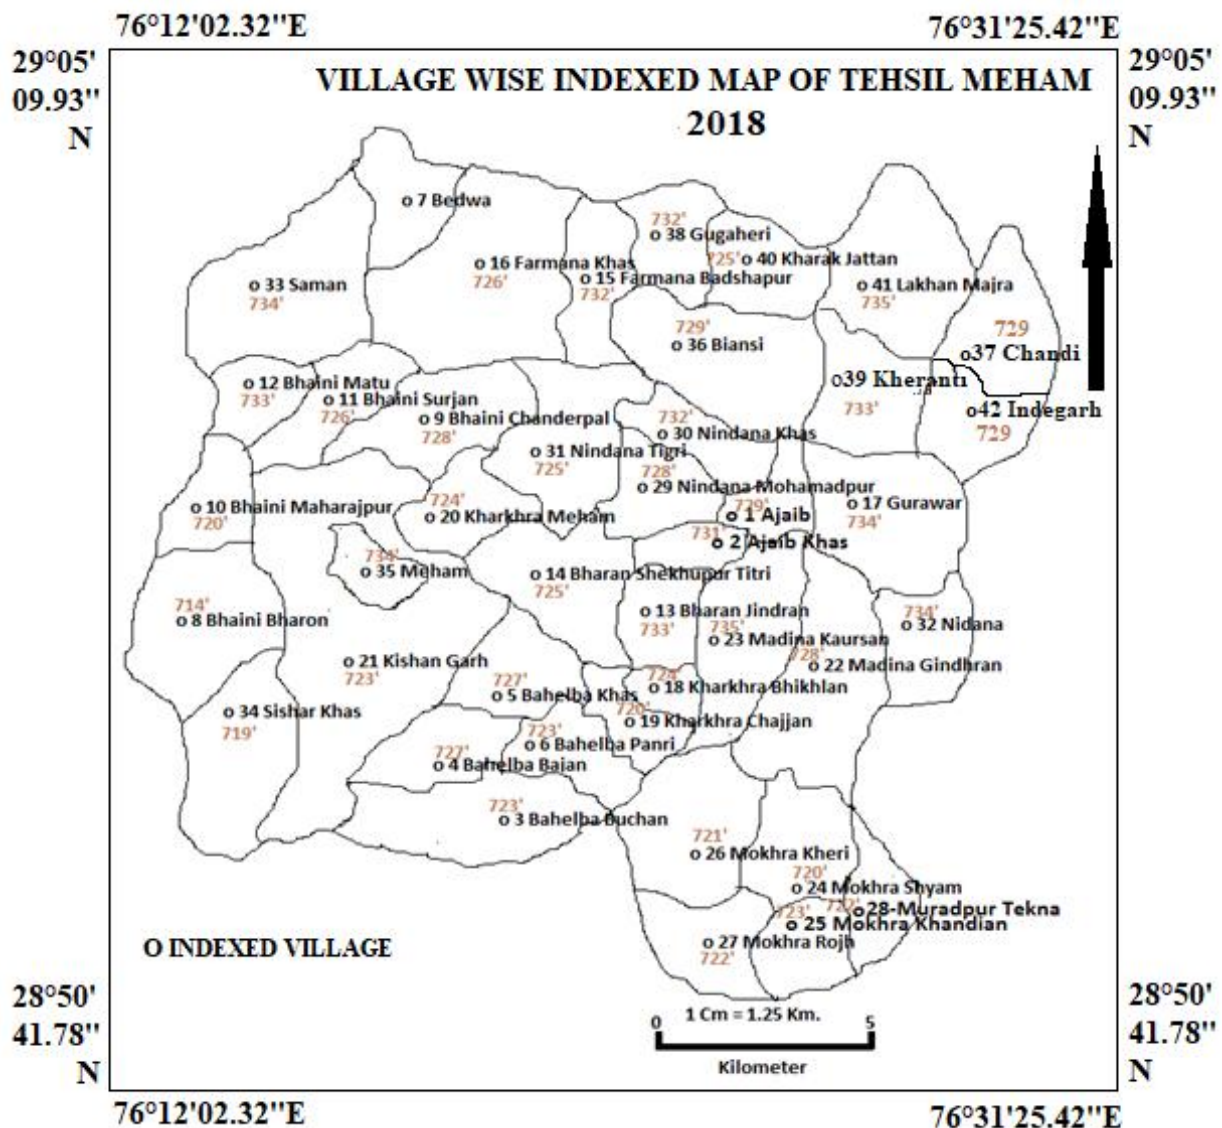 76°12'02.32"E
76°31'25.42"E
29°05'
09.93"
N
29°05'
09.93"
N
VILLAGE WISE INDEXED MAP OF TEHSIL MEHAM
2018
7 Bedwa
732'
38 Gugaheri
16 Farmana Khas
726'
725'
40 Kharak Jattan
15 Farmana Badshapur
732'
33 Saman
734'
41 Lakhan Majra
735'
729'
36 Biansi
729
37 Chandi
39 Kheranti
733'
42 Indegarh
729
12 Bhaini Matu
733'
11 Bhaini Surjan
726'
9 Bhaini Chanderpal
728'
732'
30 Nindana Khas
31 Nindana Tigri
725'
728'
29 Nindana Mohamadpur
10 Bhaini Maharajpur
720'
724'
20 Kharkhra Meham
729'
1 Ajaib
17 Gurawar
734'
731'
2 Ajaib Khas
734'
35 Meham
14 Bharan Shekhupur Titri
725'
714'
8 Bhaini Bharon
13 Bharan Jindran
733'
735'
23 Madina Kaursan
734'
32 Nidana
728'
22 Madina Gindhran
21 Kishan Garh
723'
727'
5 Bahelba Khas
724'
18 Kharkhra Bhikhlan
720'
19 Kharkhra Chajjan
34 Sishar Khas
719'
723'
6 Bahelba Panri
727'
4 Bahelba Bajan
723'
3 Bahelba Buchan
721'
26 Mokhra Kheri
720'
24 Mokhra Shyam
722'
28-Muradpur Tekna
723'
25 Mokhra Khandian
27 Mokhra Rojh
722'
O INDEXED VILLAGE
1 Cm = 1.25 Km.
0 5
Kilometer
28°50'
41.78"
N
28°50'
41.78"
N
76°12'02.32"E
76°31'25.42"E